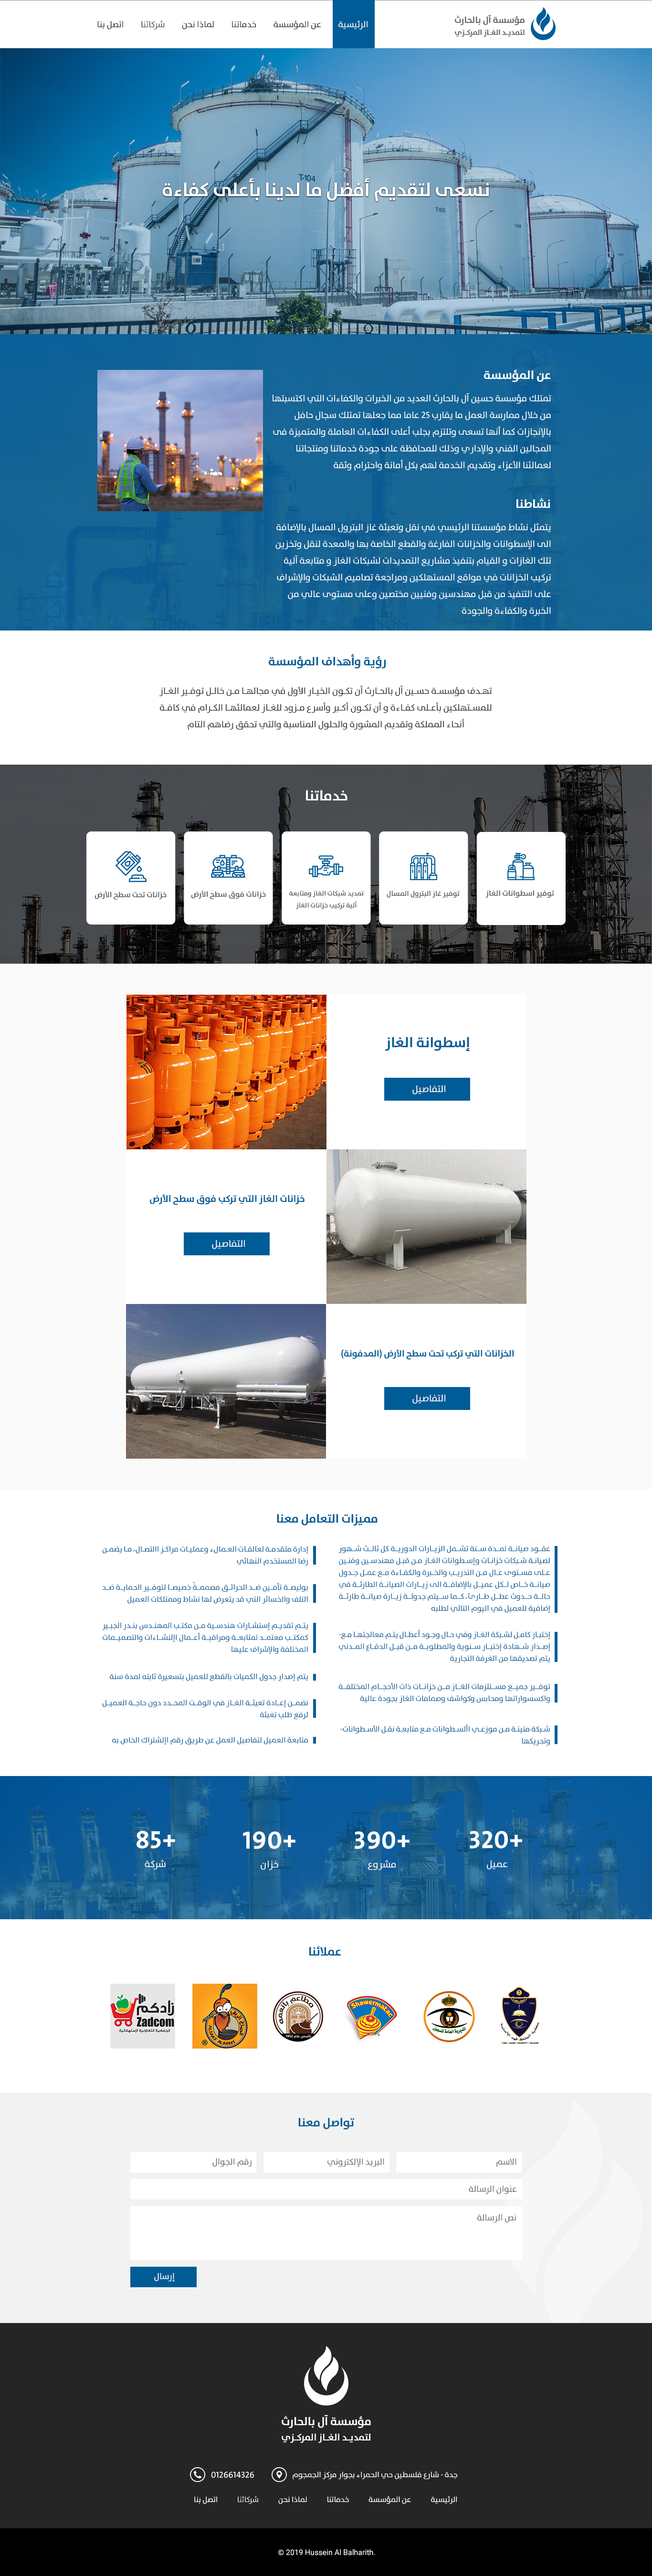 مؤسسة آل بالحارث
لتمديد الغاز المركزي
الرئيسية
عن المؤسسة
خدماتنا
لماذا نحن
شركائنا
اتصل بنا
T-104
نسعى لتقديم أفضل ما لدينا بأعلى كفاءة
عن المؤسسة
تمتلك مؤسسة حسين آل بالحارث العديد من الخبرات والكفاءات التي اكتسبتها
من خلال ممارسة العمل ما يقارب 25 عاما مما جعلها تمتلك سجال حافل
بالإنجازات كما أنها تسعى وتلتزم بجلب أعلى الكفاءات العاملة والمتميزة فى
المجالين الفني والإداري وذلك للمحافظة على جودة خدماتنا ومنتجاتنا
لعمالئنا الأعزاء وتقديم الخدمة لهم بكل أمانة واحترام وثقة
نشاطنا
يتمثل نشاط مؤسستنا الرئيسي في نقل وتعبئة غاز البترول المسال بالإضافة
الى الإسطوانات والخزانات الفارغة والقطع الخاصة بها والمعدة لنقل وتخزين
تلك الغازات و القيام بتنفيذ مشاريع التمديدات لشبكات الغاز و متابعة آلية
تركيب الخزانات في مواقع المستهلكين ومراجعة تصاميم الشبكات والإشراف
على التنفيذ من قبل مهندسين وفنيين مختصين وعلى مستوى عالي من
الخبرة والكفاءة والجودة
رؤية وأهداف المؤسسة
تهدف مؤسسة حسين آل بالحارث أن تكون الخيار الأول في مجالها من خالل توفير الغاز
للمستهلكين بأعلى كفاءة و أن تكون أكبر وأسرع مزود للغاز لعمالئها الكرام في كافة
أنحاء المملكة وتقديم المشورة والحلول المناسبة والتي تحقق رضاهم التام
خدماتنا
توفير اسطوانات الغاز
توفير غاز البترول المسال
تمديد شبكات الغاز ومتابعة
آلية تركيب خزانات الغاز
خزانات فوق سطح الأرض
خزانات تحت سطح الأرض
إسطوانة الغاز
التفاصيل
خزانات الغاز التي تركب فوق سطح الأرض
التفاصيل
الخزانات التي تركب تحت سطح الأرض (المدفونة)
التفاصيل
مميزات التعامل معنا
عقود صيانة لمدة سنة تشمل الزيارات الدورية كل ثالث شهور
لصيانة شبكات خزانات وإسطوانات الغاز من قبل مهندسين وفنين
على مستوى عال من التدريب والخبرة والكفاءة مع عمل جدول
صيانة خاص لكل عميل بالإضافة الى زيارات الصيانة الطارئة في
حالة حدوث عطل طارئ، كما سيتم جدولة زيارة صيانة طارئة
إضافية للعميل في اليوم التالي لطلبه
إختبار كامل لشبكة الغاز وفي حال وجود أعطال يتم معالجتها مع-
إصدار شهادة إختبار سنوية والمطلوبة من قبل الدفاع المدني
يتم تصديقها من الغرفة التجارية
توفير جميع مستلزمات الغاز من خزانات ذات الأحجام المختلفة
واكسسواراتها ومحابس وكواشف وصمامات الغاز بجودة عالية
شبكة متينة من موزعي األسطوانات مع متابعة نقل الأسطوانات-
وتحريكها
إدارة متقدمة لعالقات العمالء وعمليات مراكز االتصال، ما يضمن
رضا المستخدم النهائي
بوليصة تأمين ضد الحرائق مصممةً خصيصا لتوفير الحماية ضد
التلف والخسائر التي قد يتعرض لها نشاط وممتلكات العميل
يتم تقديم إستشارات هندسية من مكتب المهندس بندر الجبير
كمكتب معتمد لمتابعة ومراقبة أعمال اإلنشاءات والتصميمات
المختلفة والإشراف عليها
يتم إصدار جدول الكميات بالقطع للعميل بتسعيرة ثابته لمدة سنة
نضمن إعادة تعبئة الغاز في الوقت المحدد دون حاجة العميل
لرفع طلب تعبئة
متابعة العميل لتفاصيل العمل عن طريق رقم اإلشتراك الخاص به
320+
عميل
390+
مشروع
190+
خزان
85+
شركة
عملائنا
Shawermatac
زادكم
Zadcom
تواصل معنا
الاسم
البريد الإلكتروني
رقم الجوال
عنوان الرسالة
نص الرسالة
إرسال
مؤسسة آل بالحارث
لتمديد الغاز المركزي
جدة - شارع فلسطين حي الحمراء بجوار مركز الجمجوم
0126614326
الرئيسية
عن المؤسسة
خدماتنا
لماذا نحن
شركائنا
اتصل بنا
© 2019 Hussein Al Balharith.